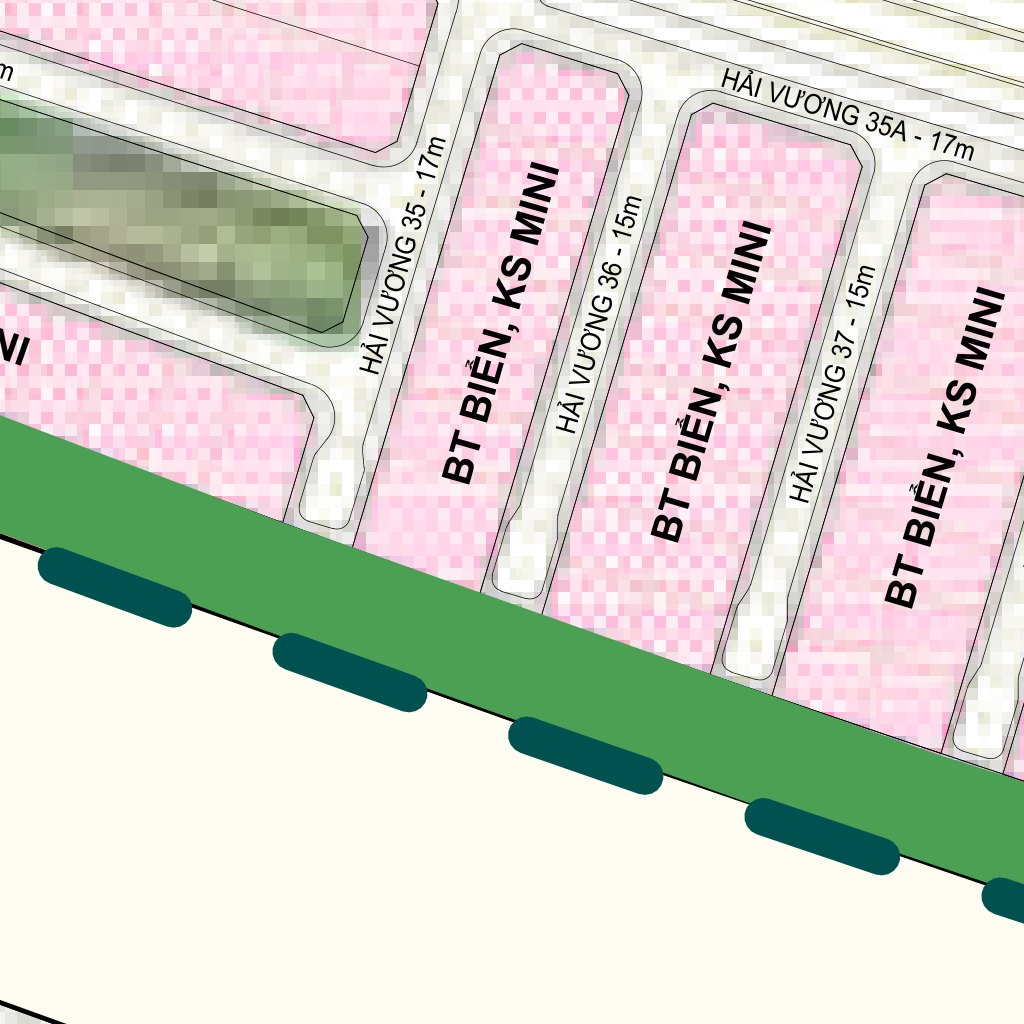 m
HẢI VƯƠNG 35A - 17m
HẢI VƯƠNG 35 - 17m
BT BIỂN, KS MINI
HẢI VƯƠNG 36 - 15m
BT BIỂN, KS MINI
HẢI VƯƠNG 37 - 15m
BT BIỂN, KS MINI
NI